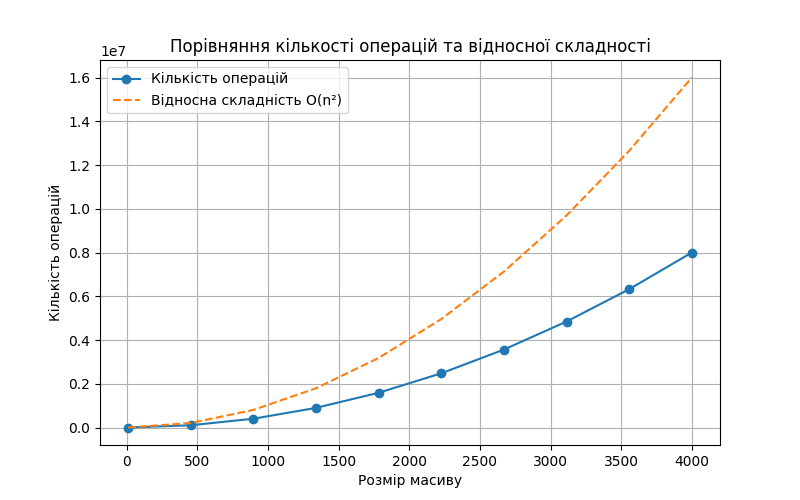 Порівняння кількості операцій та відносної складності
1e7
Кількість операцій
Відносна складність O(n²)
1.6
1.4
1.2
1.0
0.8
0.6
0.4
0.2
0.0
Кількість операцій
0 500 1000 1500 2000 2500 3000 3500 4000
Розмір масиву